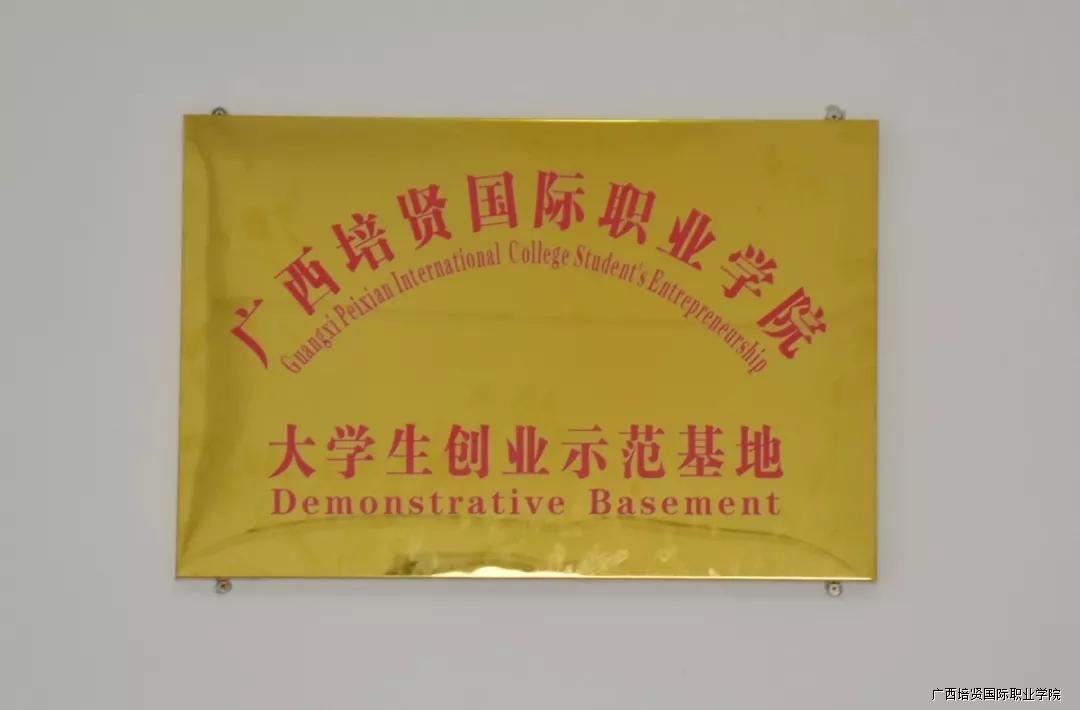 广西培贤国际职业学院
Guangxi Peixian International College Student's Entrepreneurship
大学生创业示范基地
Demonstrative Basement
广西培贤国际职业学院